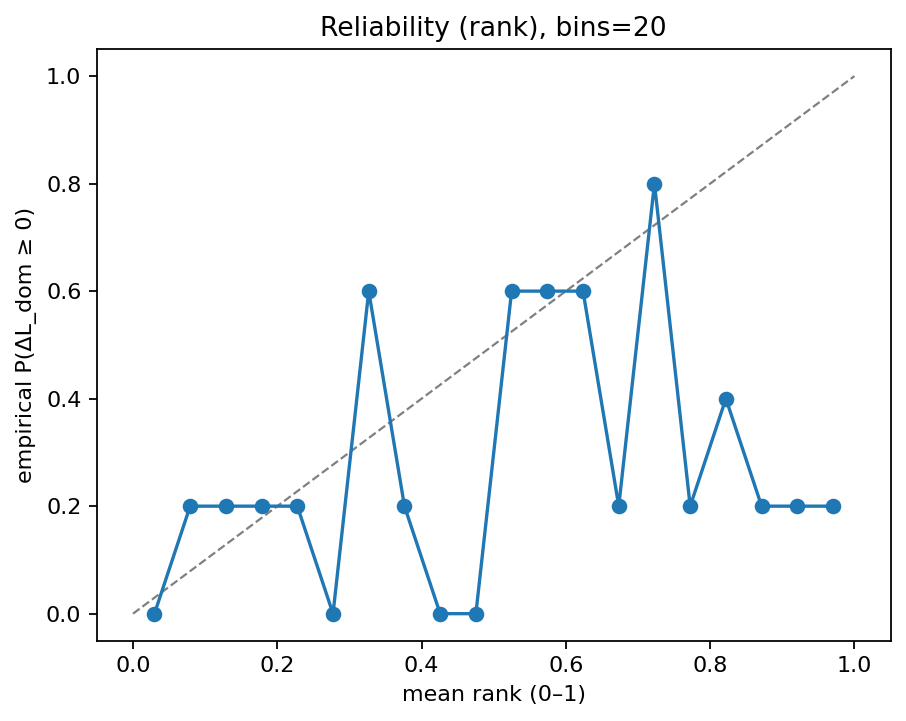 Reliability (rank), bins=20
empirical P(ΔL_dom ≥ 0)
1.0
0.8
0.6
0.4
0.2
0.0
0.0 0.2 0.4 0.6 0.8 1.0
mean rank (0–1)